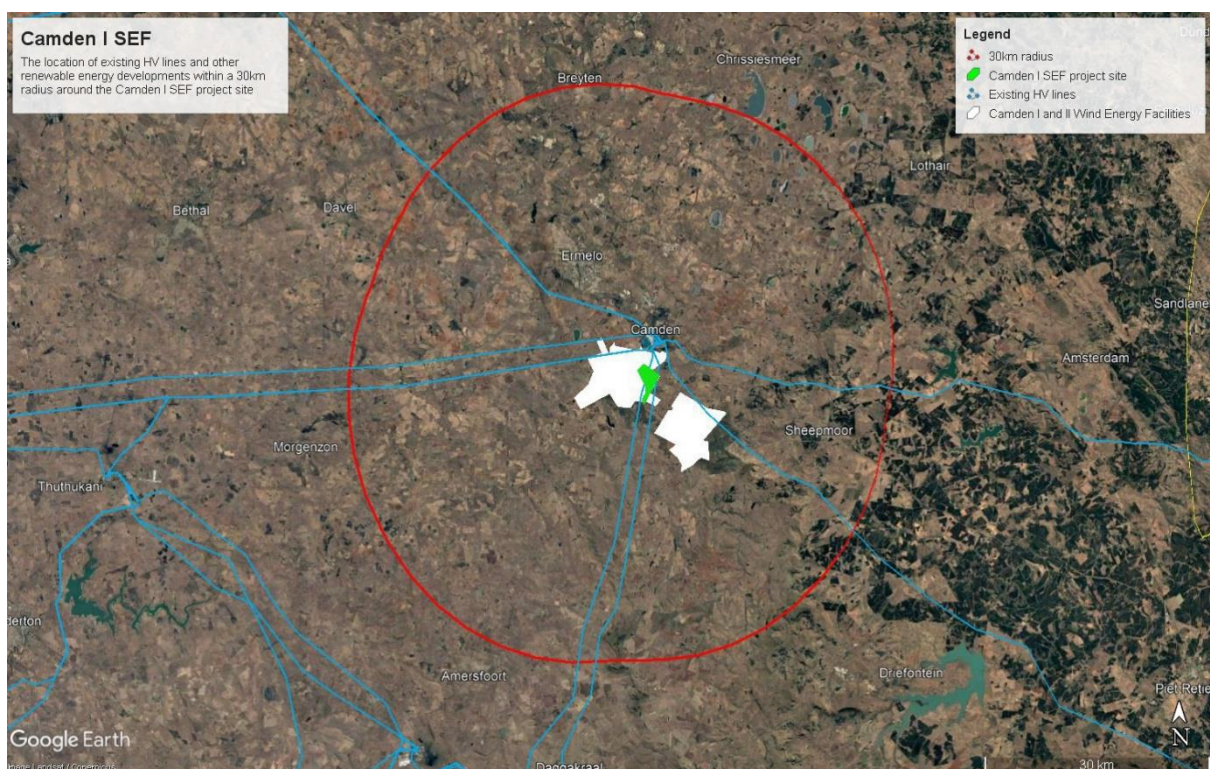 Camden I SEF
The location of existing HV lines and other
renewable energy developments within a 30km
radius around the Camden I SEF project site
Legend
30km radius
Camden I SEF project site
Existing HV lines
Camden I and II Wind Energy Facilities
Chrissiesmeer
Breyten
Lothair
Bethal
Davel
Ermelo
Sandlane
Camden
Amsterdam
Sheepmoor
Morgenzon
Thuthukani
derton
Amersfoort
Driefontein
Piet Retie
N
Google Earth
Daggakraal
30 km